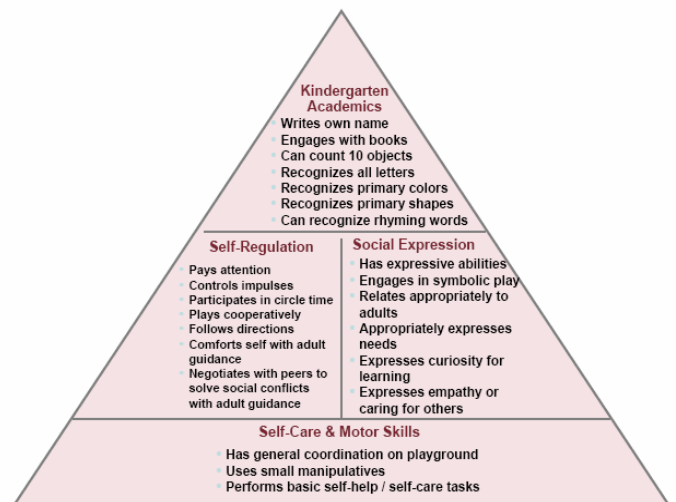 Kindergarten
Academics
• Writes own name
• Engages with books
• Can count 10 objects
• Recognizes all letters
• Recognizes primary colors
• Recognizes primary shapes
• Can recognize rhyming words
Self-Regulation
• Pays attention
• Controls impulses
• Participates in circle time
• Plays cooperatively
• Follows directions
• Comforts self with adult
guidance
• Negotiates with peers to
solve social conflicts
with adult guidance
Social Expression
• Has expressive abilities
• Engages in symbolic play
• Relates appropriately to
adults
• Appropriately expresses
needs
• Expresses curiosity for
learning
• Expresses empathy or
caring for others
Self-Care & Motor Skills
• Has general coordination on playground
• Uses small manipulatives
• Performs basic self-help / self-care tasks